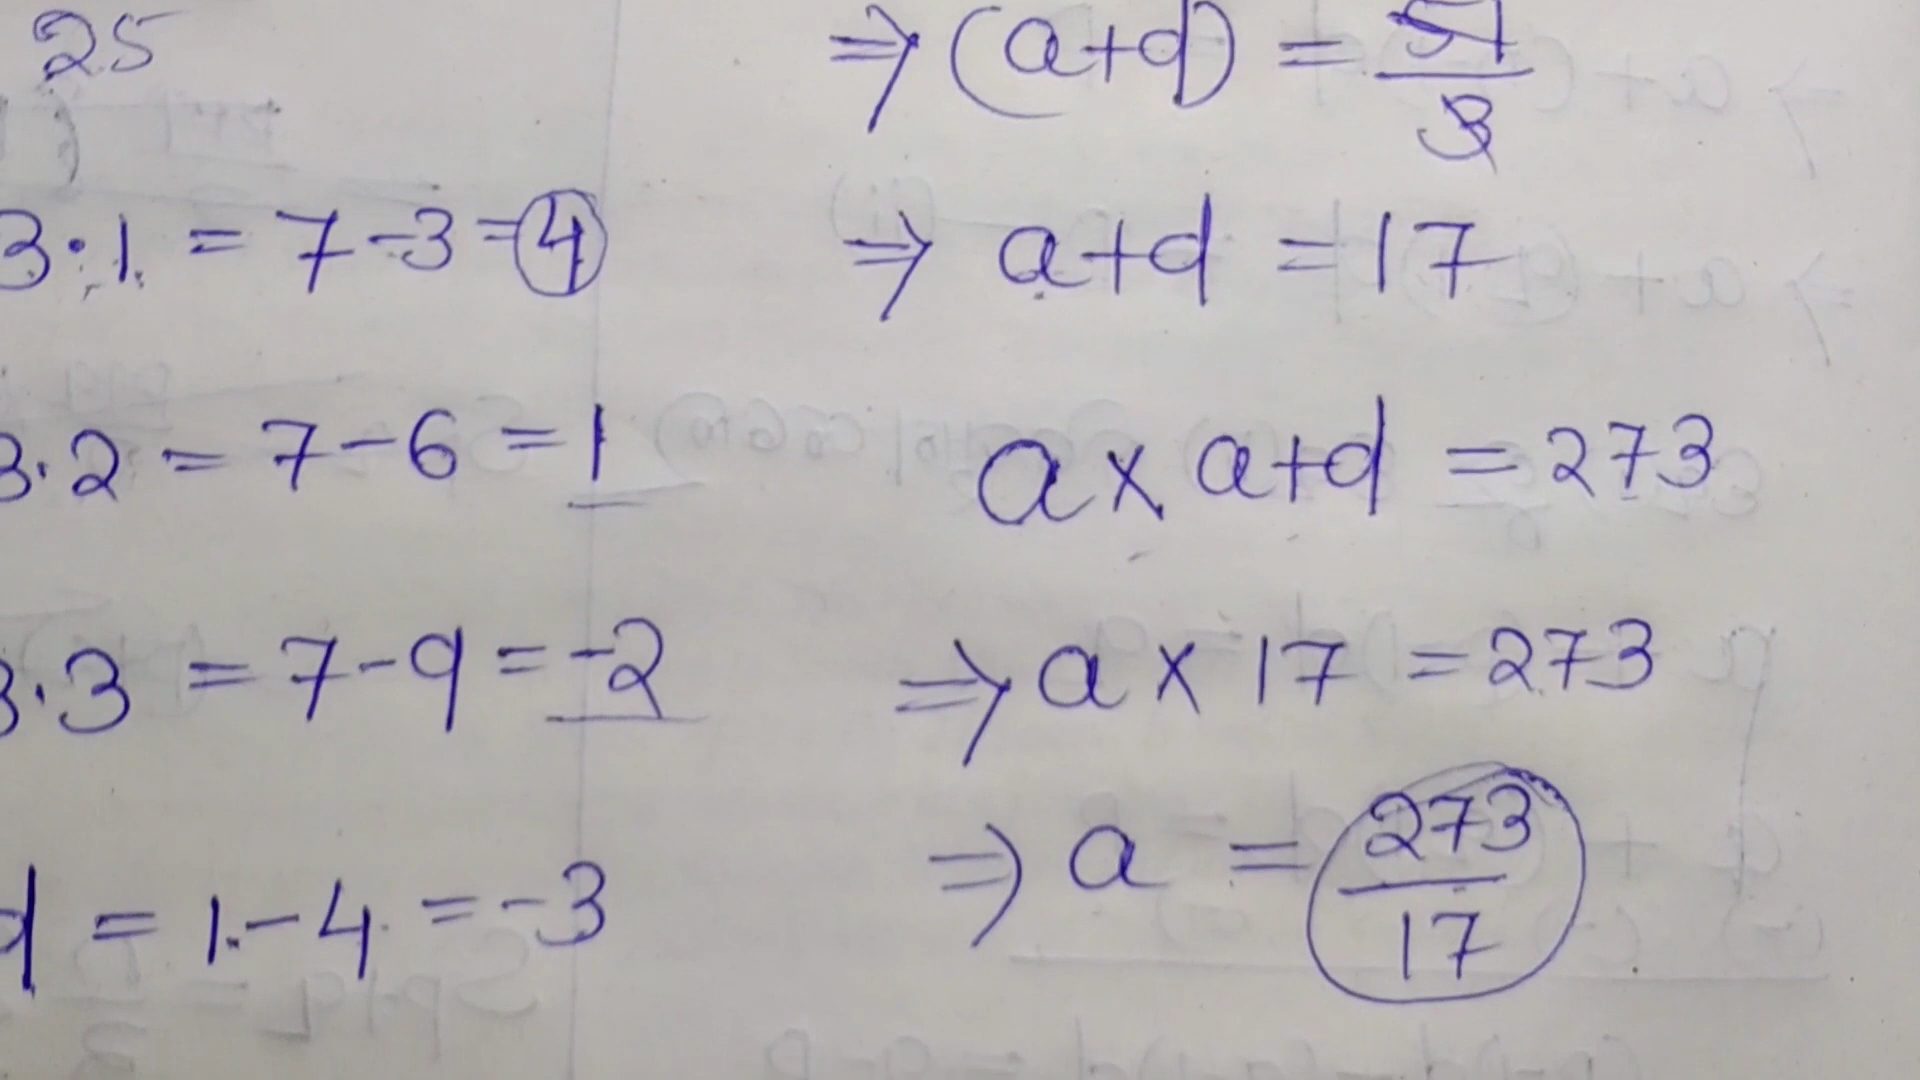 25
3·1 = 7-3=4
3·2 = 7-6=1
3·3 = 7-9=-2
d = 1-4=-3
⇒ (a+d) = 51/3
⇒ a+d = 17
a x a+d = 273
⇒ a x 17 = 273
⇒ a = 273/17